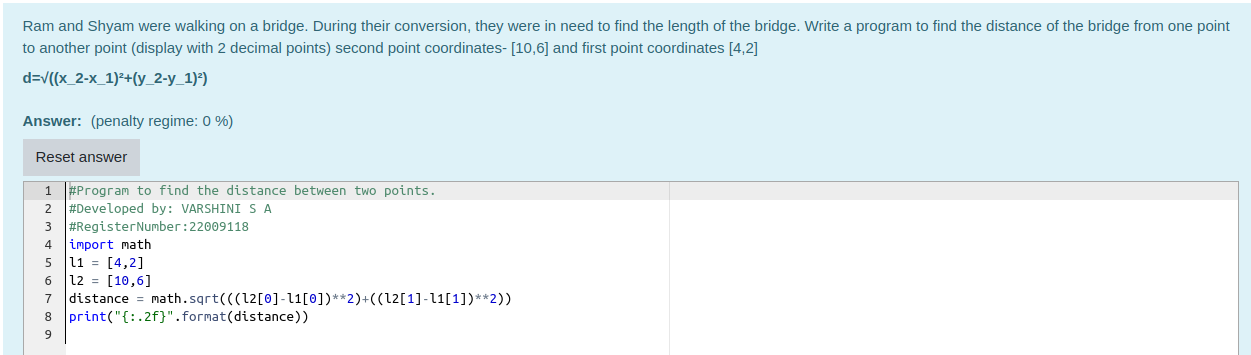 Ram and Shyam were walking on a bridge. During their conversion, they were in need to find the length of the bridge. Write a program to find the distance of the bridge from one point
to another point (display with 2 decimal points) second point coordinates- [10,6] and first point coordinates [4,2]
d=√((x_2-x_1)²+(y_2-y_1)²)
Answer: (penalty regime: 0 %)
Reset answer
1 #Program to find the distance between two points.
2 #Developed by: VARSHINI S A
3 #RegisterNumber:22009118
4 import math
5 l1 = [4,2]
6 l2 = [10,6]
7 distance = math.sqrt(((l2[0]-l1[0])**2)+((l2[1]-l1[1])**2))
8 print("{:.2f}".format(distance))
9